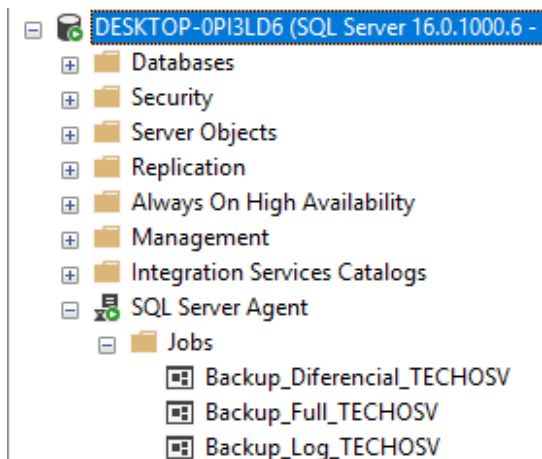 DESKTOP-0PI3LD6 (SQL Server 16.0.1000.6 -
Databases
Security
Server Objects
Replication
Always On High Availability
Management
Integration Services Catalogs
SQL Server Agent
Jobs
Backup_Diferencial_TECHOSV
Backup_Full_TECHOSV
Backup_Log_TECHOSV